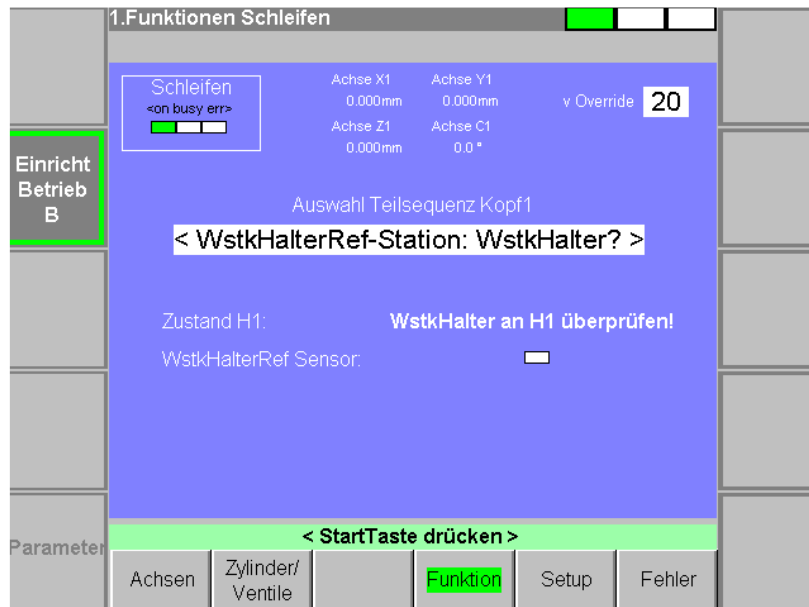 1.Funktionen Schleifen
Schleifen
<on busy err>
Achse X1
0.000mm
Achse Y1
0.000mm
v Override 20
Achse Z1
0.000mm
Achse C1
0.0 °
Einricht
Betrieb
B
Auswahl Teilsequenz Kopf1
< WstkHalterRef-Station: WstkHalter? >
Zustand H1: WstkHalter an H1 überprüfen!
WstkHalterRef Sensor:
Parameter
< StartTaste drücken >
Achsen
Zylinder/
Ventile
Funktion
Setup
Fehler